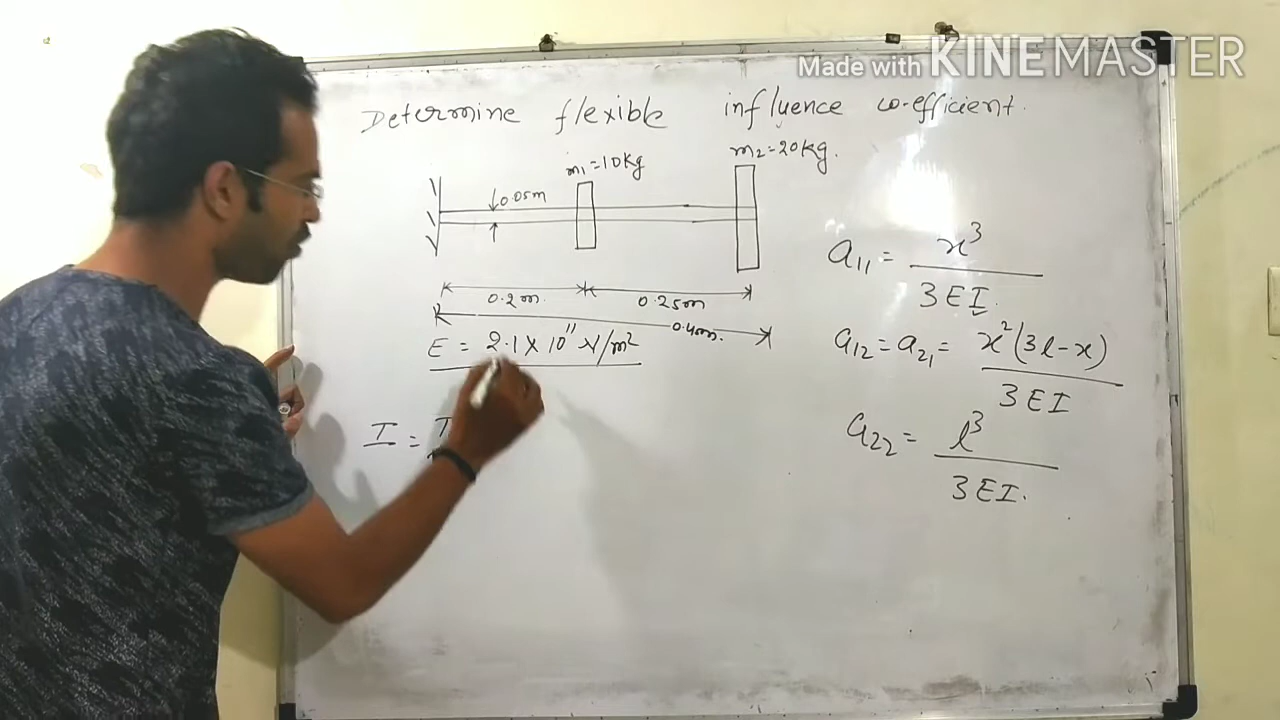 Made with KINEMASTER
Determine flexible influence co-efficient.
m1=10kg
m2=20kg.
0.05m
0.2m.
0.25m
0.4m.
E = 2.1 X 10¹¹ N/m²
a11 = x³
3EI.
a12 = a21 = x²(3l-x)
3EI
a22 = l³
3EI.
I =